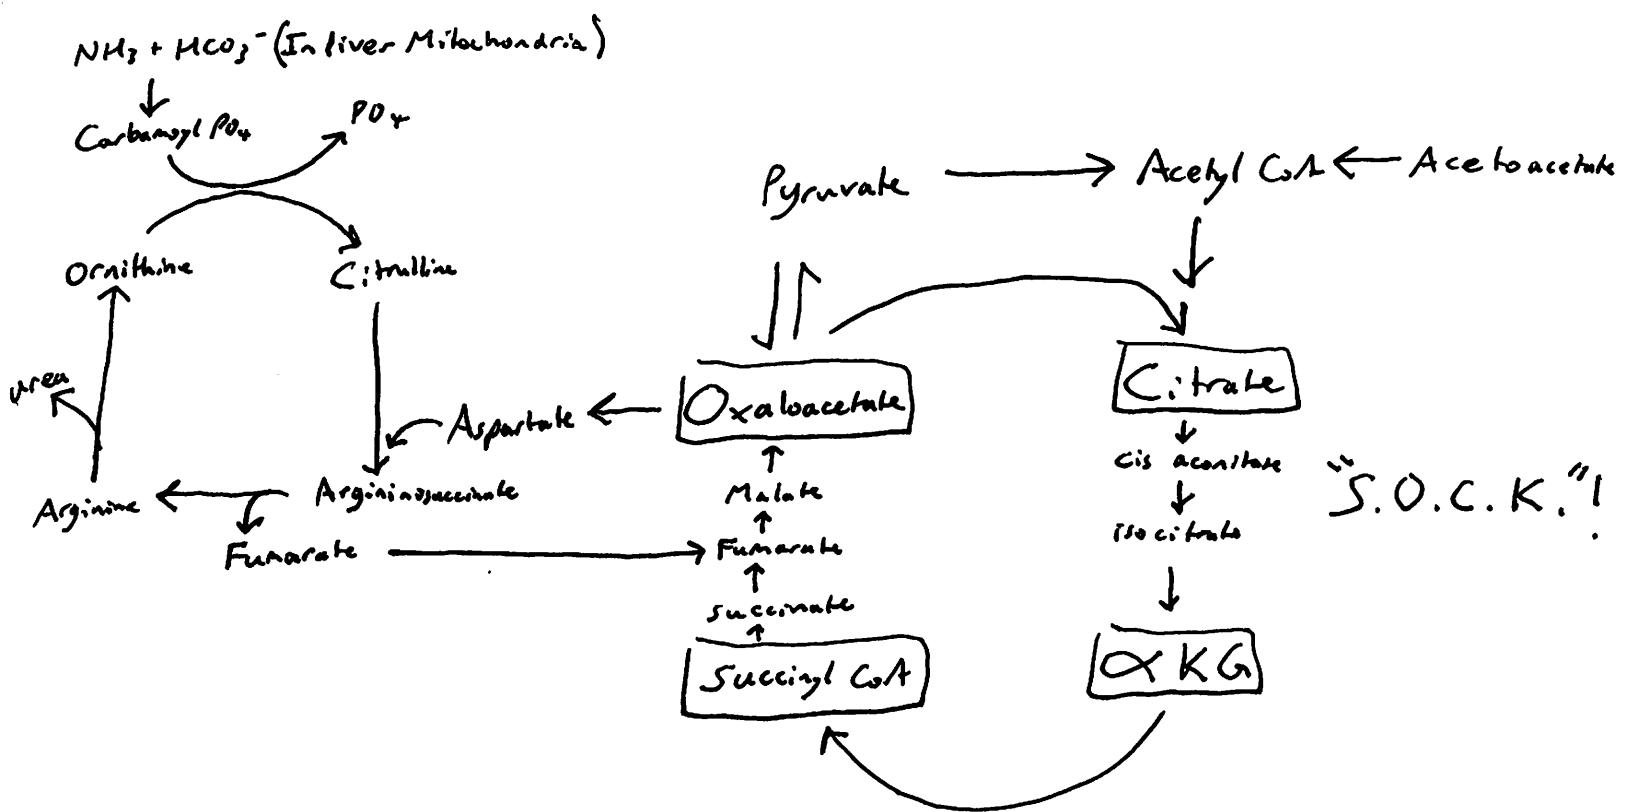 NH₃ + HCO₃⁻ (In liver Mitochondria)
Carbamoyl PO₄
PO₄
Pyruvate
Acetyl CoA
Acetoacetate
Ornithine
Citrulline
urea
Oxaloacetate
Citrate
Aspartate
cis aconitase
"S.O.C.K."!
Arginine
Argininosuccinate
Malate
isocitrate
Fumarate
Fumarate
succinate
Succinyl CoA
αKG